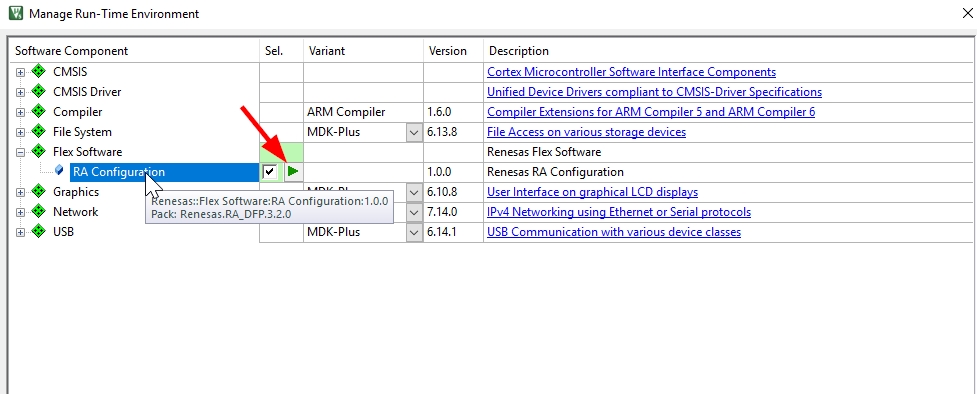 Manage Run-Time Environment
Software Component Sel. Variant Version Description
CMSIS Cortex Microcontroller Software Interface Components
CMSIS Driver Unified Device Drivers compliant to CMSIS-Driver Specifications
Compiler ARM Compiler 1.6.0 Compiler Extensions for ARM Compiler 5 and ARM Compiler 6
File System MDK-Plus 6.13.8 File Access on various storage devices
Flex Software Renesas Flex Software
RA Configuration 1.0.0 Renesas RA Configuration
Graphics MDK-Plus 6.10.8 User Interface on graphical LCD displays
Renesas::Flex Software:RA Configuration:1.0.0
Network 7.14.0 IPv4 Networking using Ethernet or Serial protocols
Pack: Renesas.RA_DFP.3.2.0
USB MDK-Plus 6.14.1 USB Communication with various device classes